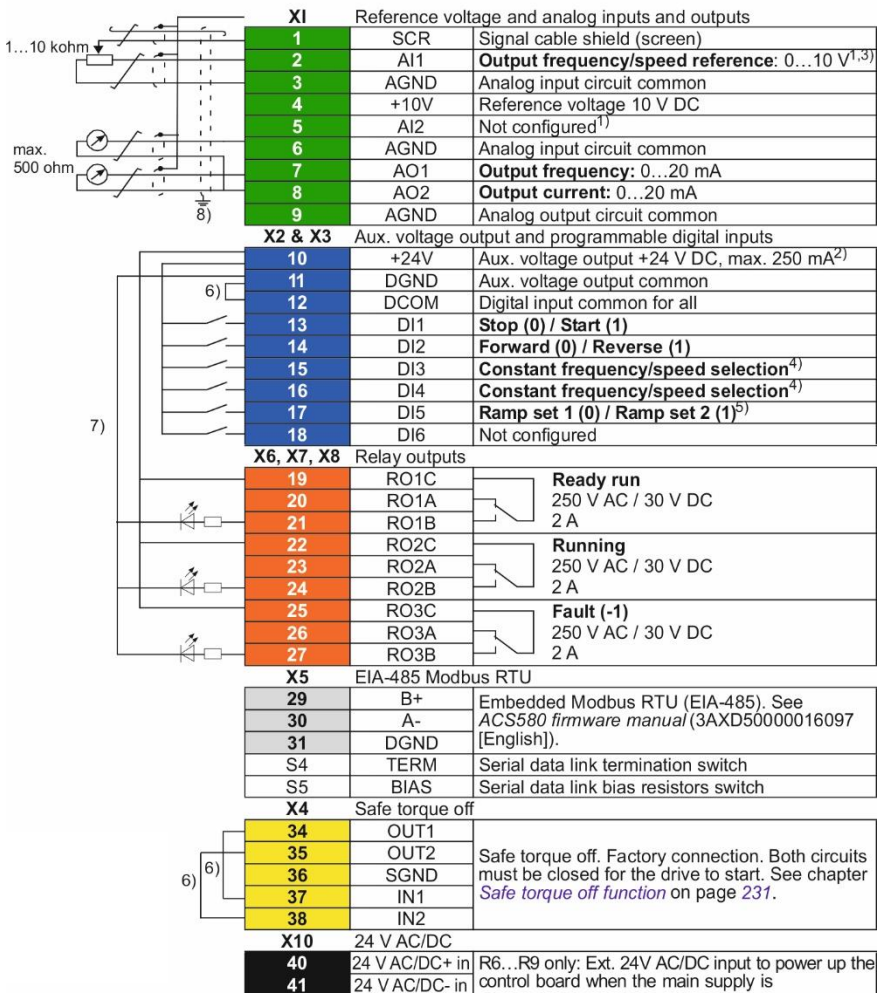 XI Reference voltage and analog inputs and outputs
1 SCR Signal cable shield (screen)
1…10 kohm
2 AI1 Output frequency/speed reference: 0…10 V1,3)
3 AGND Analog input circuit common
4 +10V Reference voltage 10 V DC
5 AI2 Not configured1)
6 AGND Analog input circuit common
max.
500 ohm
7 AO1 Output frequency: 0…20 mA
8 AO2 Output current: 0…20 mA
8)
9 AGND Analog output circuit common
X2 & X3 Aux. voltage output and programmable digital inputs
10 +24V Aux. voltage output +24 V DC, max. 250 mA2)
11 DGND Aux. voltage output common
6)
12 DCOM Digital input common for all
13 DI1 Stop (0) / Start (1)
14 DI2 Forward (0) / Reverse (1)
15 DI3 Constant frequency/speed selection4)
16 DI4 Constant frequency/speed selection4)
17 DI5 Ramp set 1 (0) / Ramp set 2 (1)5)
7)
18 DI6 Not configured
X6, X7, X8 Relay outputs
19 RO1C Ready run
20 RO1A 250 V AC / 30 V DC
21 RO1B 2 A
22 RO2C Running
23 RO2A 250 V AC / 30 V DC
24 RO2B 2 A
25 RO3C Fault (-1)
26 RO3A 250 V AC / 30 V DC
27 RO3B 2 A
X5 EIA-485 Modbus RTU
29 B+
30 A-
31 DGND
Embedded Modbus RTU (EIA-485). See
ACS580 firmware manual (3AXD50000016097
[English]).
S4 TERM Serial data link termination switch
S5 BIAS Serial data link bias resistors switch
X4 Safe torque off
34 OUT1
35 OUT2
36 SGND
37 IN1
38 IN2
6)
6)
Safe torque off. Factory connection. Both circuits
must be closed for the drive to start. See chapter
Safe torque off function on page 231.
X10 24 V AC/DC
40 24 V AC/DC+ in R6…R9 only: Ext. 24V AC/DC input to power up the
41 24 V AC/DC- in control board when the main supply is